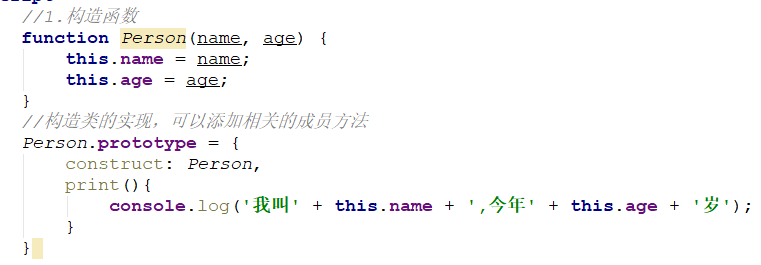 //1.构造函数
function Person(name, age) {
    this.name = name;
    this.age = age;
}
//构造类的实现，可以添加相关的成员方法
Person.prototype = {
    construct: Person,
    print(){
        console.log('我叫' + this.name + ',今年' + this.age + '岁');
    }
}